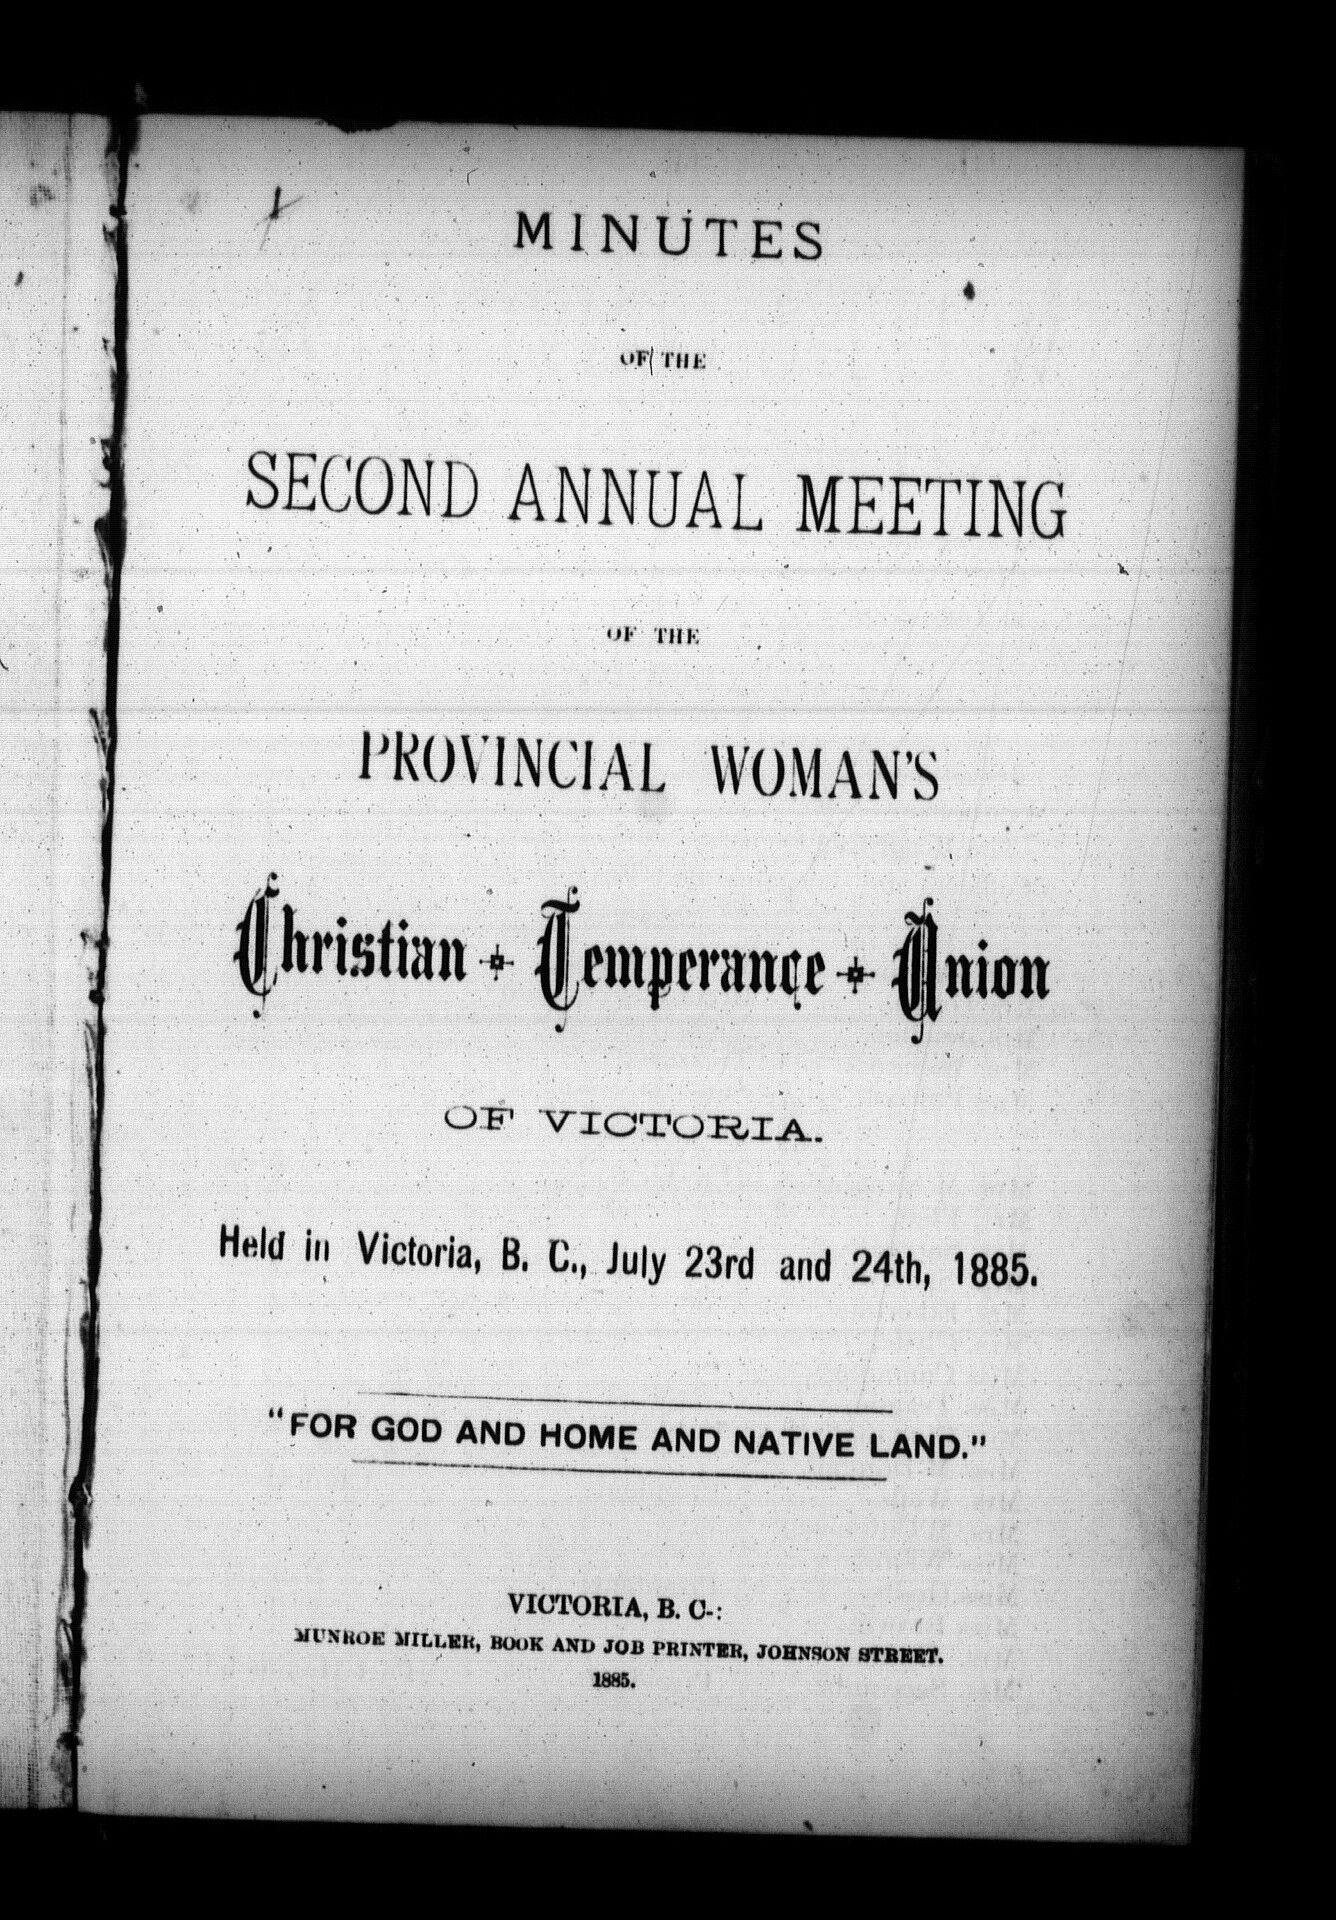 MINUTES
OF THE
SECOND ANNUAL MEETING
OF THE
PROVINCIAL WOMAN'S
Christian Temperance Union
OF VICTORIA.
Held in Victoria, B. C., July 23rd and 24th, 1885.
"FOR GOD AND HOME AND NATIVE LAND."
VICTORIA, B. C-:
MUNROE MILLER, BOOK AND JOB PRINTER, JOHNSON STREET.
1885.